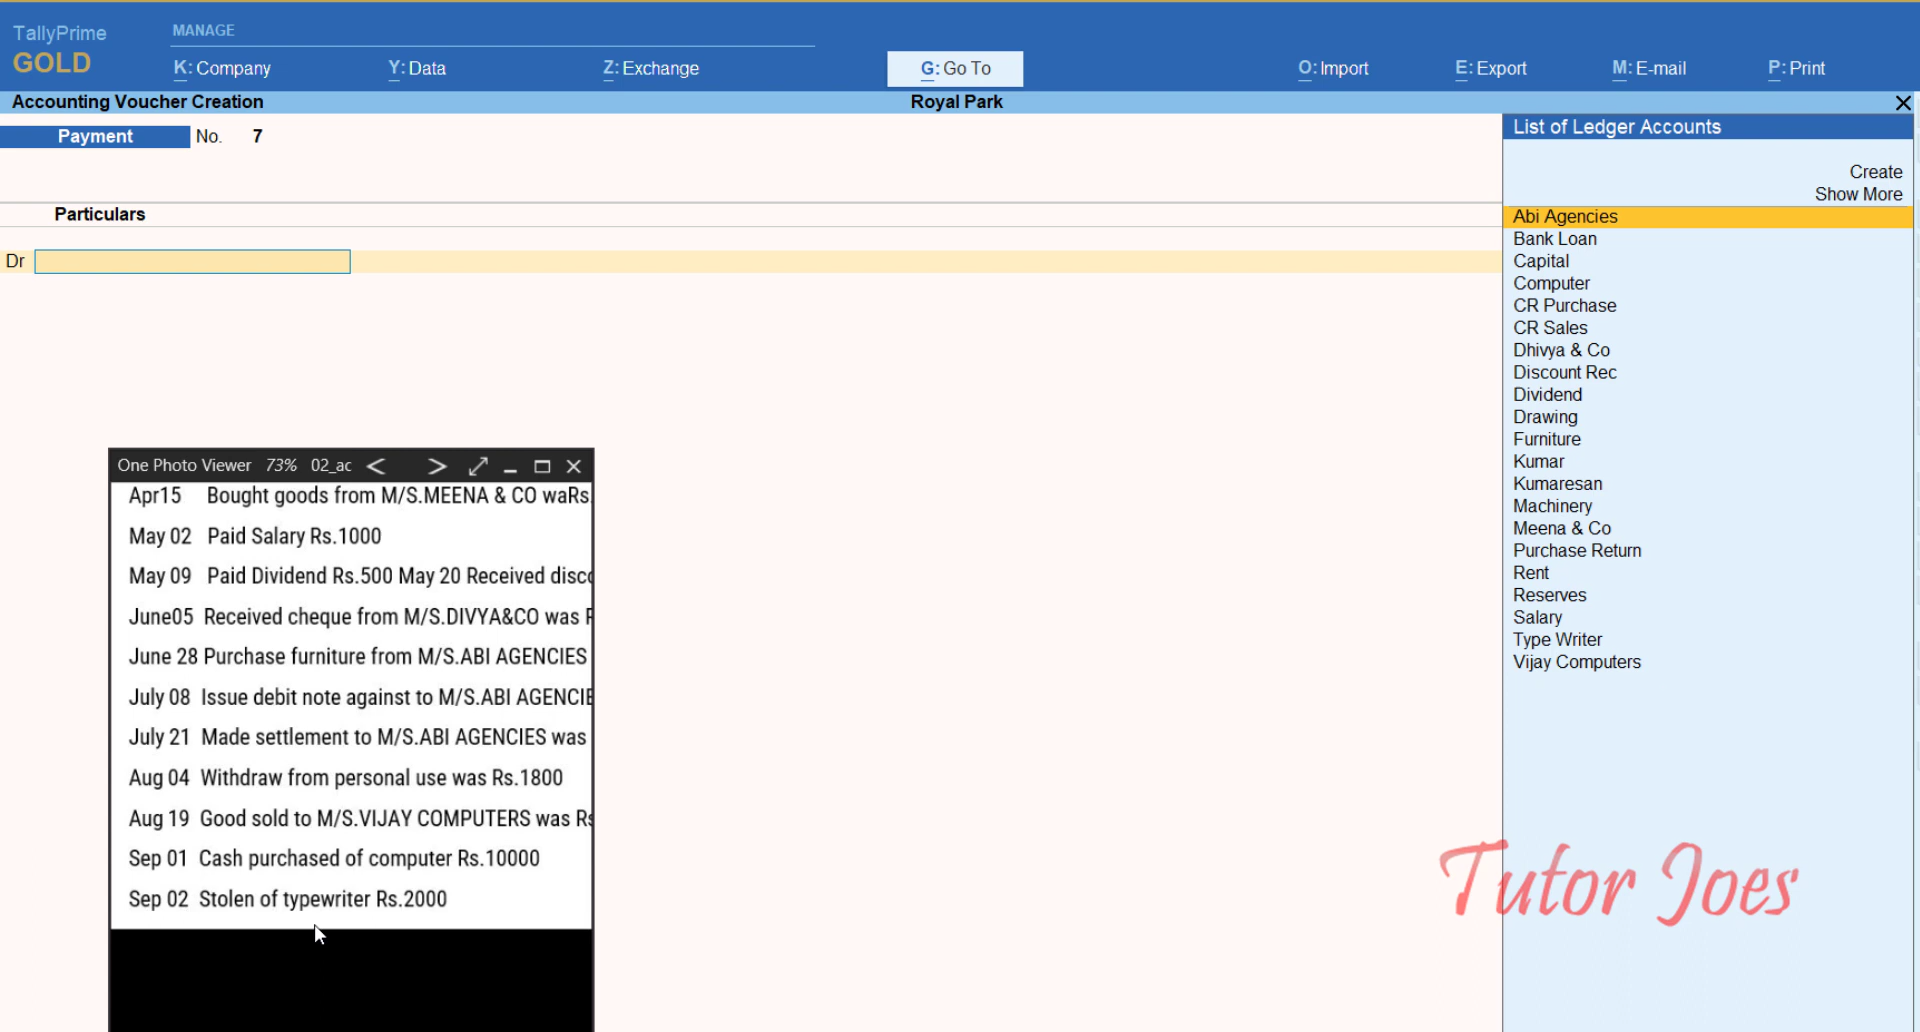 TallyPrime
GOLD
MANAGE
K: Company
Y: Data
Z: Exchange
G: Go To
O: Import
E: Export
M: E-mail
P: Print
Accounting Voucher Creation
Royal Park
Payment No. 7
Particulars
Dr
List of Ledger Accounts
Create
Show More
Abi Agencies
Bank Loan
Capital
Computer
CR Purchase
CR Sales
Dhivya & Co
Discount Rec
Dividend
Drawing
Furniture
Kumar
Kumaresan
Machinery
Meena & Co
Purchase Return
Rent
Reserves
Salary
Type Writer
Vijay Computers
One Photo Viewer 73% 02_ac
Apr15 Bought goods from M/S.MEENA & CO waRs.
May 02 Paid Salary Rs.1000
May 09 Paid Dividend Rs.500 May 20 Received disc
June05 Received cheque from M/S.DIVYA&CO was
June 28 Purchase furniture from M/S.ABI AGENCIES
July 08 Issue debit note against to M/S.ABI AGENCIE
July 21 Made settlement to M/S.ABI AGENCIES was
Aug 04 Withdraw from personal use was Rs.1800
Aug 19 Good sold to M/S.VIJAY COMPUTERS was Rs
Sep 01 Cash purchased of computer Rs.10000
Sep 02 Stolen of typewriter Rs.2000
Tutor Joes